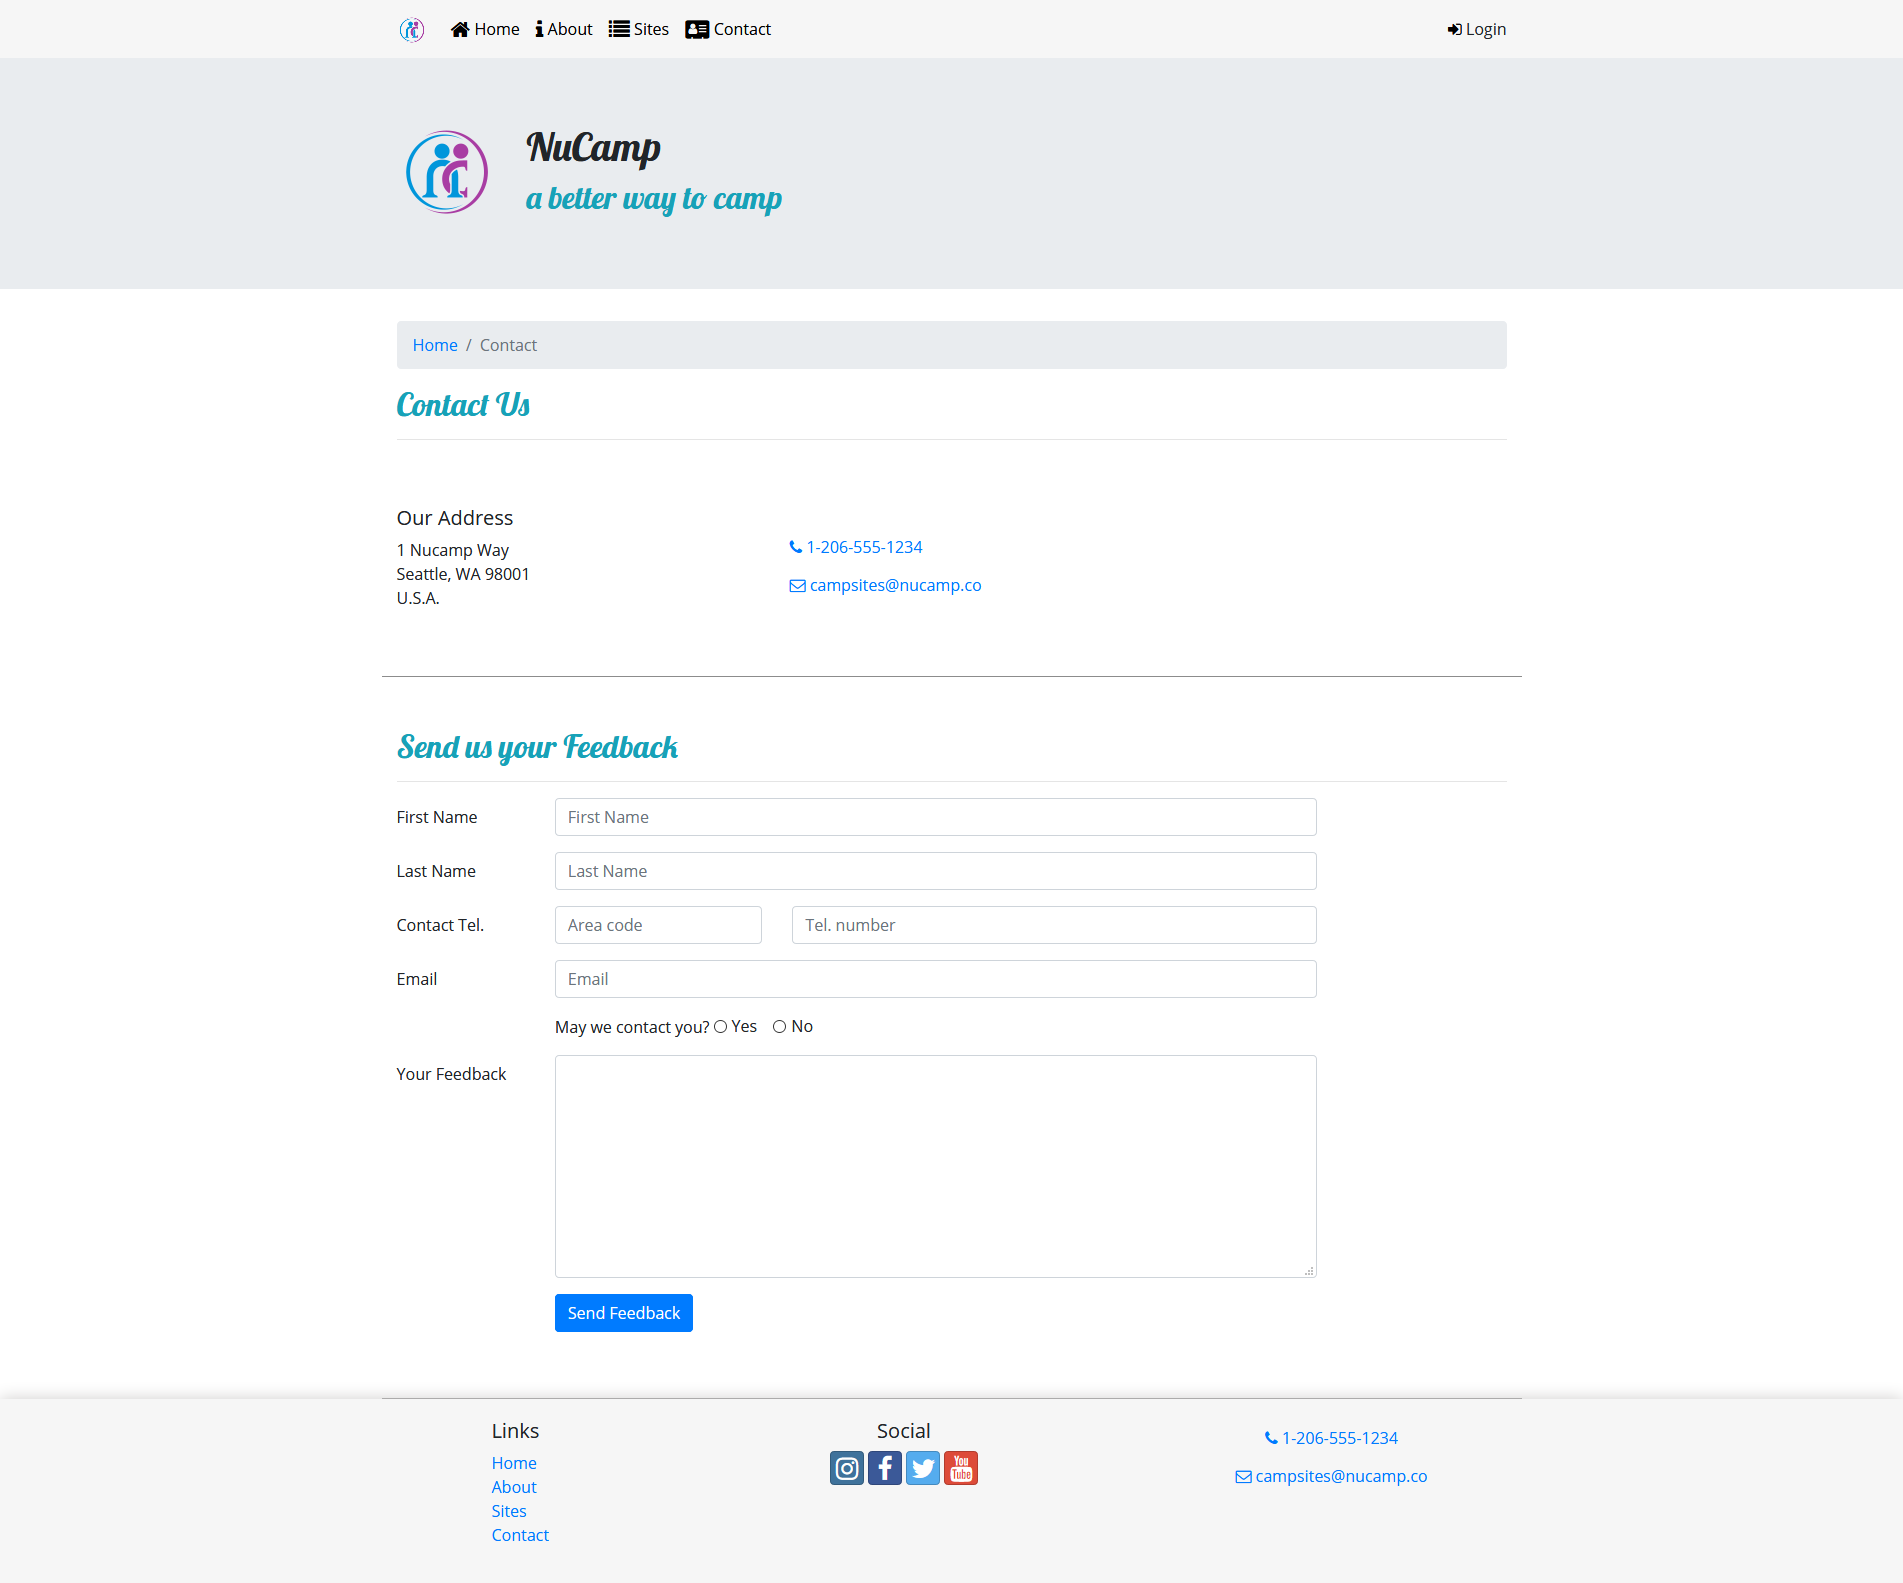 Home About Sites Contact Login
NuCamp
a better way to camp
Home / Contact
Contact Us
Our Address
1 Nucamp Way
Seattle, WA 98001
U.S.A.
1-206-555-1234
campsites@nucamp.co
Send us your Feedback
First Name First Name
Last Name Last Name
Contact Tel. Area code Tel. number
Email Email
May we contact you? Yes No
Your Feedback
Send Feedback
Links
Home
About
Sites
Contact
Social
You
Tube
1-206-555-1234
campsites@nucamp.co